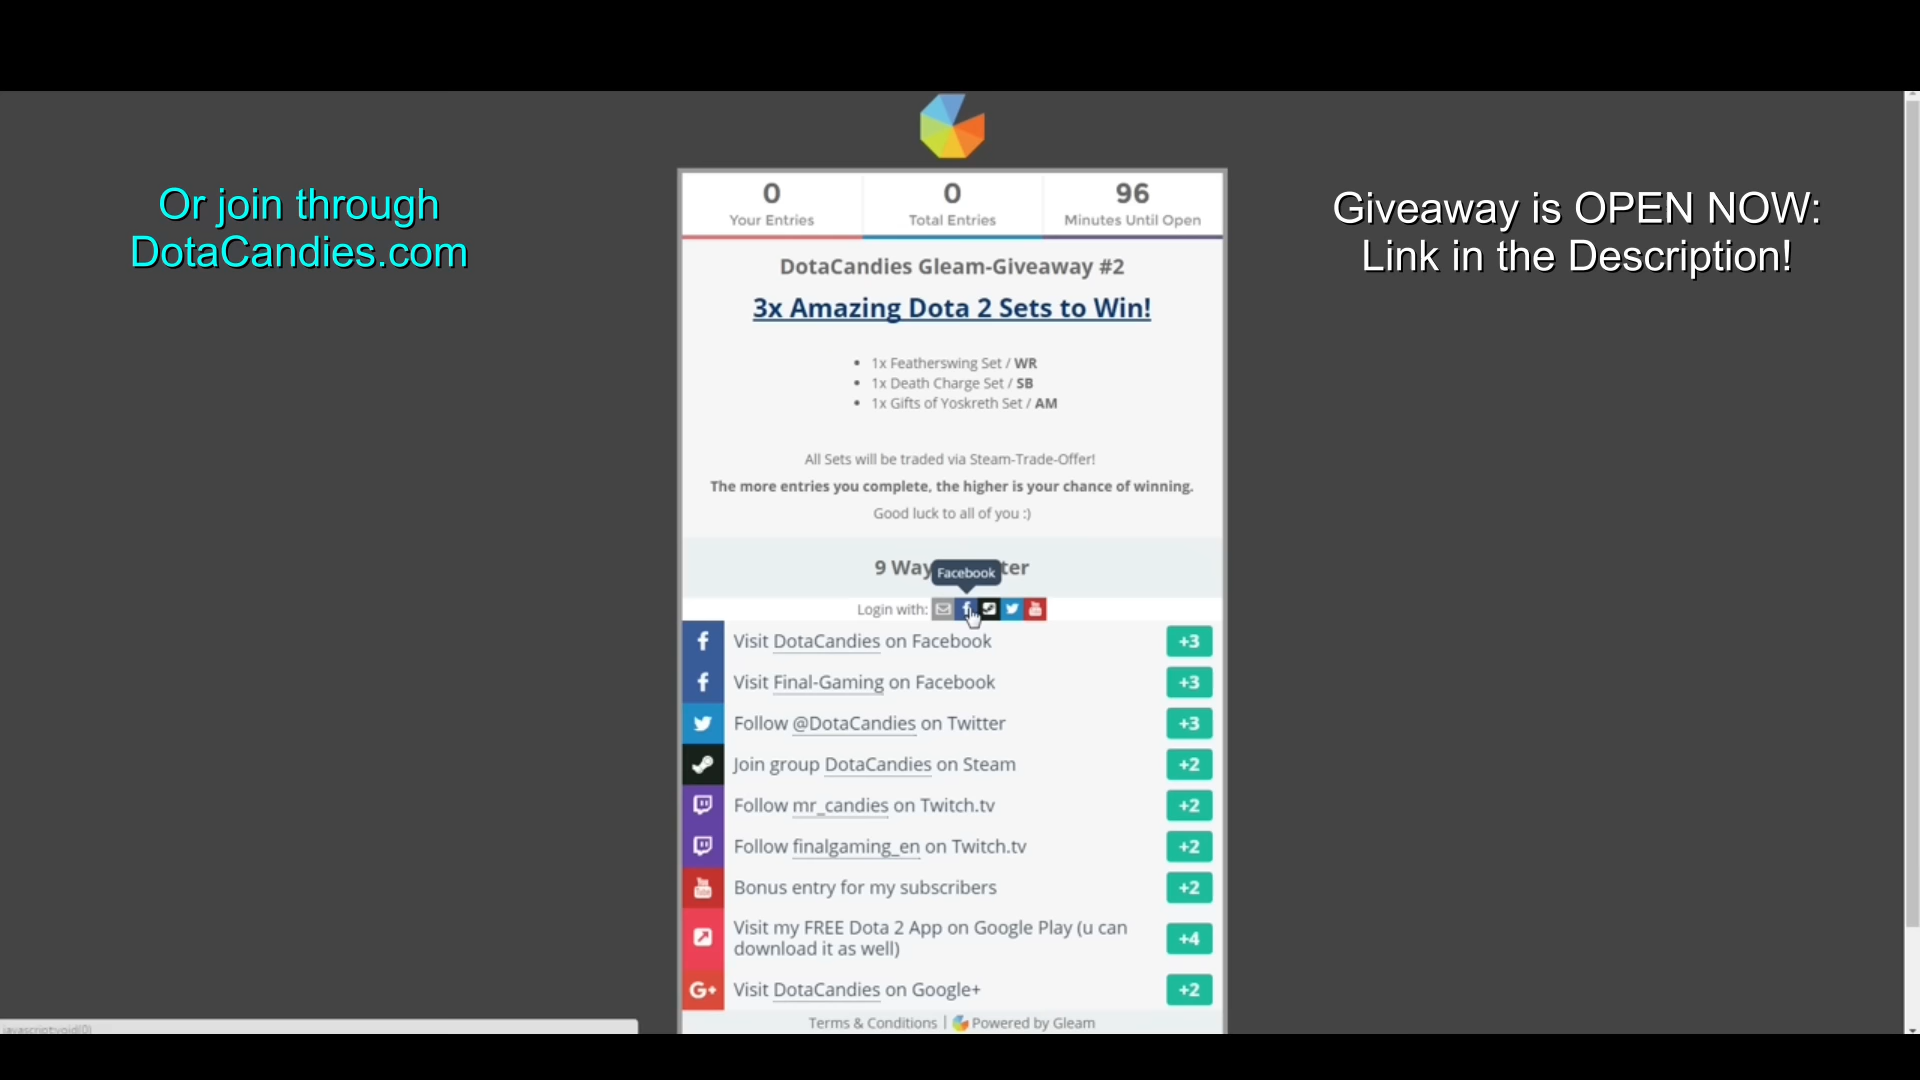 Or join through
DotaCandies.com
Giveaway is OPEN NOW:
Link in the Description!
0
Your Entries
0
Total Entries
96
Minutes Until Open
DotaCandies Gleam-Giveaway #2
3x Amazing Dota 2 Sets to Win!
• 1x Featherswing Set / WR
• 1x Death Charge Set / SB
• 1x Gifts of Yoskreth Set / AM
All Sets will be traded via Steam-Trade-Offer!
The more entries you complete, the higher is your chance of winning.
Good luck to all of you :)
9 Way ter
Facebook
Login with:
Visit DotaCandies on Facebook +3
Visit Final-Gaming on Facebook +3
Follow @DotaCandies on Twitter +3
Join group DotaCandies on Steam +2
Follow mr_candies on Twitch.tv +2
Follow finalgaming_en on Twitch.tv +2
Bonus entry for my subscribers +2
Visit my FREE Dota 2 App on Google Play (u can
download it as well) +4
Visit DotaCandies on Google+ +2
Terms & Conditions | Powered by Gleam
javascript:void(0)